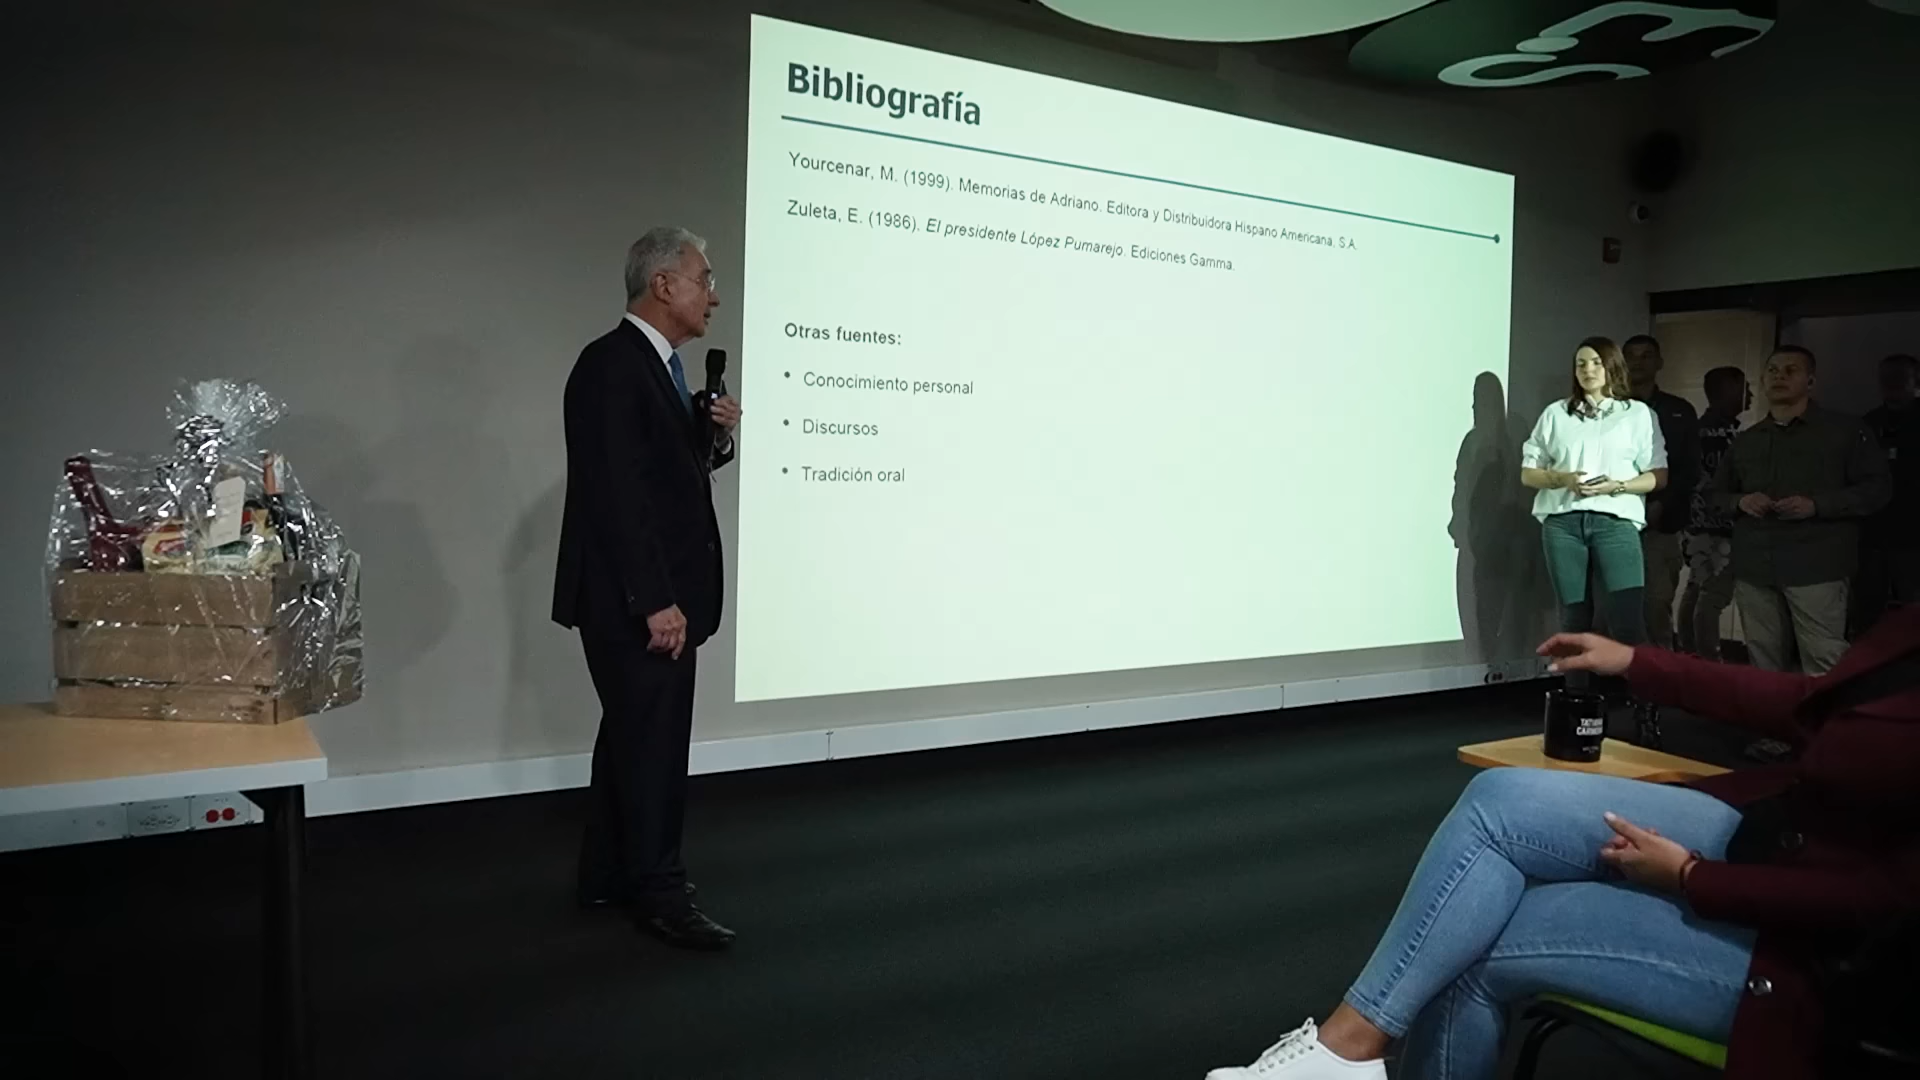 Bibliografía
Yourcenar, M. (1999). Memorias de Adriano. Editora y Distribuidora Hispano Americana, S.A.
Zuleta, E. (1986). El presidente López Pumarejo. Ediciones Gamma.
Otras fuentes:
• Conocimiento personal
• Discursos
• Tradición oral